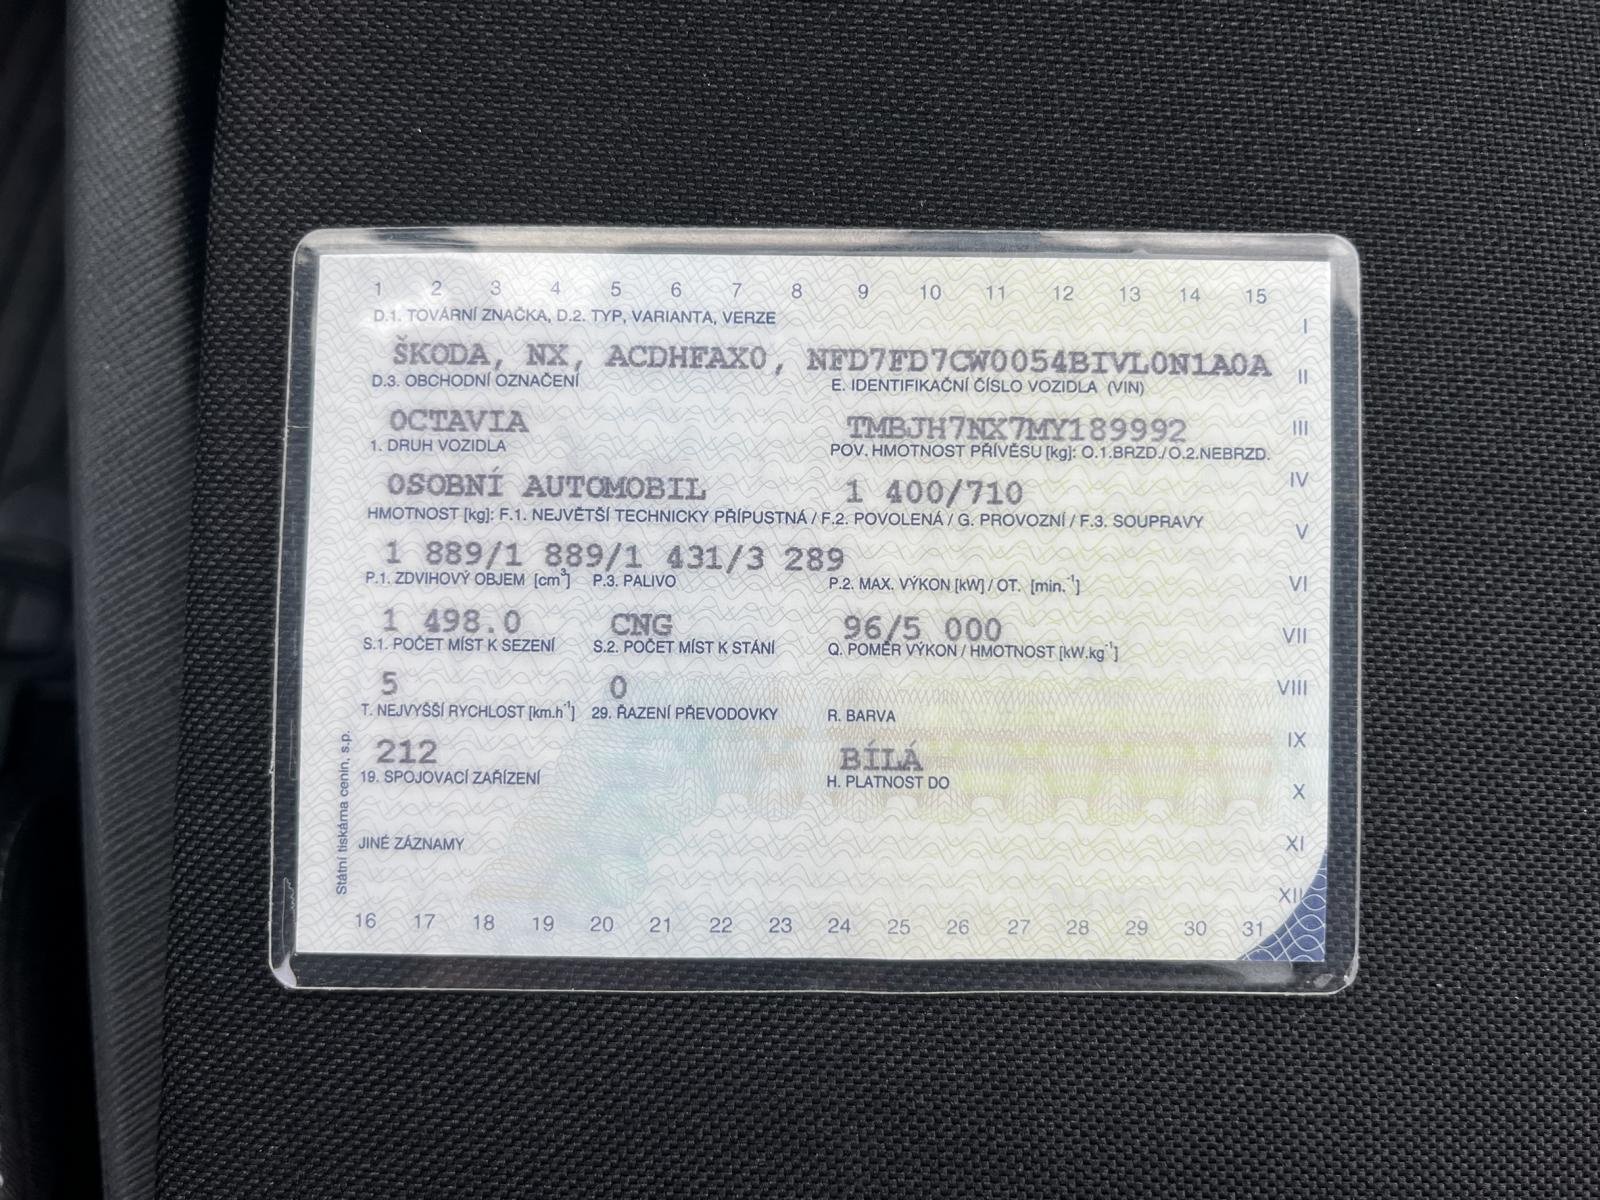 1 2 3 4 5 6 7 8 9 10 11 12 13 14 15
D.1. TOVÁRNÍ ZNAČKA, D.2. TYP, VARIANTA, VERZE
I
ŠKODA, NX, ACDHFAX0, NFD7FD7CW0054BIVL0N1A0A
D.3. OBCHODNÍ OZNAČENÍ E. IDENTIFIKAČNÍ ČÍSLO VOZIDLA (VIN) II
OCTAVIA TMBJH7NX7MY189992 III
1. DRUH VOZIDLA POV. HMOTNOST PŘÍVĚSU [kg]: O.1.BRZD./O.2.NEBRZD.
OSOBNÍ AUTOMOBIL 1 400/710 IV
HMOTNOST [kg]: F.1. NEJVĚTŠÍ TECHNICKY PŘÍPUSTNÁ / F.2. POVOLENÁ / G. PROVOZNÍ / F.3. SOUPRAVY V
1 889/1 889/1 431/3 289
P.1. ZDVIHOVÝ OBJEM [cm³] P.3. PALIVO P.2. MAX. VÝKON [kW] / OT. [min.⁻¹] VI
1 498.0 CNG 96/5 000 VII
S.1. POČET MÍST K SEZENÍ S.2. POČET MÍST K STÁNÍ Q. POMĚR VÝKON / HMOTNOST [kW.kg⁻¹]
5 0 VIII
T. NEJVYŠŠÍ RYCHLOST [km.h⁻¹] 29. ŘAZENÍ PŘEVODOVKY R. BARVA
212 BÍLÁ IX
19. SPOJOVACÍ ZAŘÍZENÍ H. PLATNOST DO X
JINÉ ZÁZNAMY XI
XII
16 17 18 19 20 21 22 23 24 25 26 27 28 29 30 31
Státní tiskárna cenin, s.p.